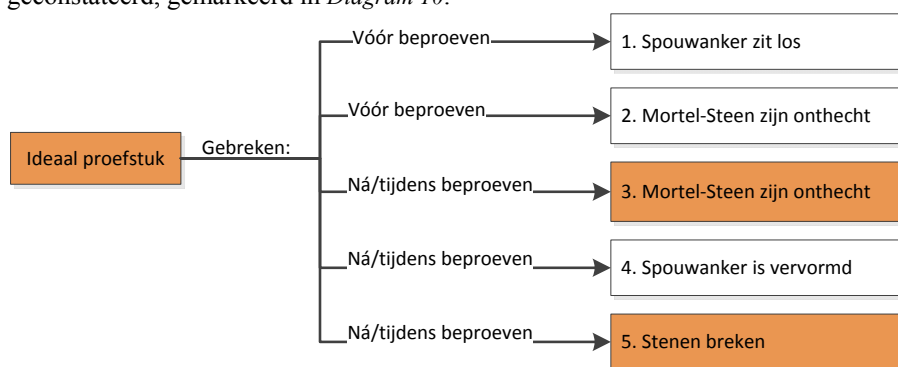 geconstateerd, gemarkeerd in Diagram 10.
Vóór beproeven
1. Spouwanker zit los
Vóór beproeven
2. Mortel-Steen zijn onthecht
Ideaal proefstuk
Gebreken:
Ná/tijdens beproeven
3. Mortel-Steen zijn onthecht
Ná/tijdens beproeven
4. Spouwanker is vervormd
Ná/tijdens beproeven
5. Stenen breken